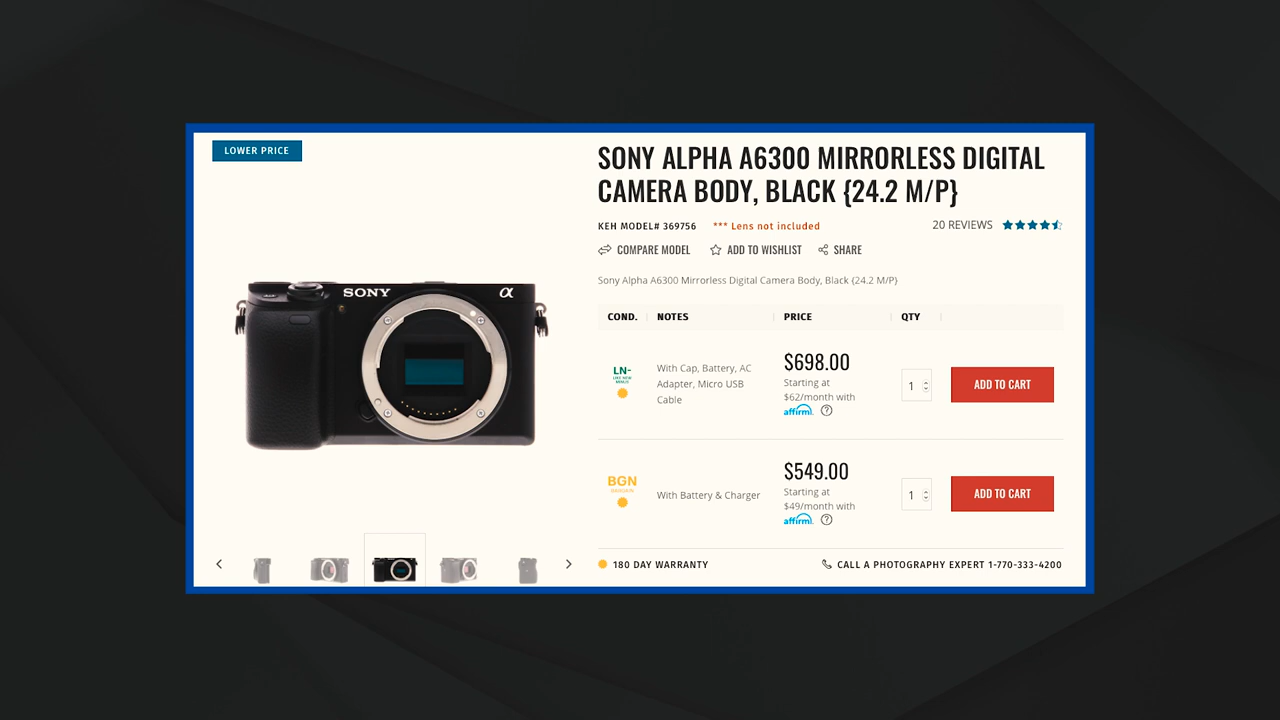 LOWER PRICE
SONY α
SONY ALPHA A6300 MIRRORLESS DIGITAL
CAMERA BODY, BLACK {24.2 M/P}
KEH MODEL# 369756 *** Lens not included 20 REVIEWS
COMPARE MODEL ADD TO WISHLIST SHARE
Sony Alpha A6300 Mirrorless Digital Camera Body, Black {24.2 M/P}
COND. NOTES PRICE QTY
LN-
LIKE NEW
MINUS
With Cap, Battery, AC
Adapter, Micro USB
Cable
$698.00
Starting at
$62/month with
affirm ?
1
ADD TO CART
BGN
With Battery & Charger
$549.00
Starting at
$49/month with
affirm ?
1
ADD TO CART
180 DAY WARRANTY CALL A PHOTOGRAPHY EXPERT 1-770-333-4200